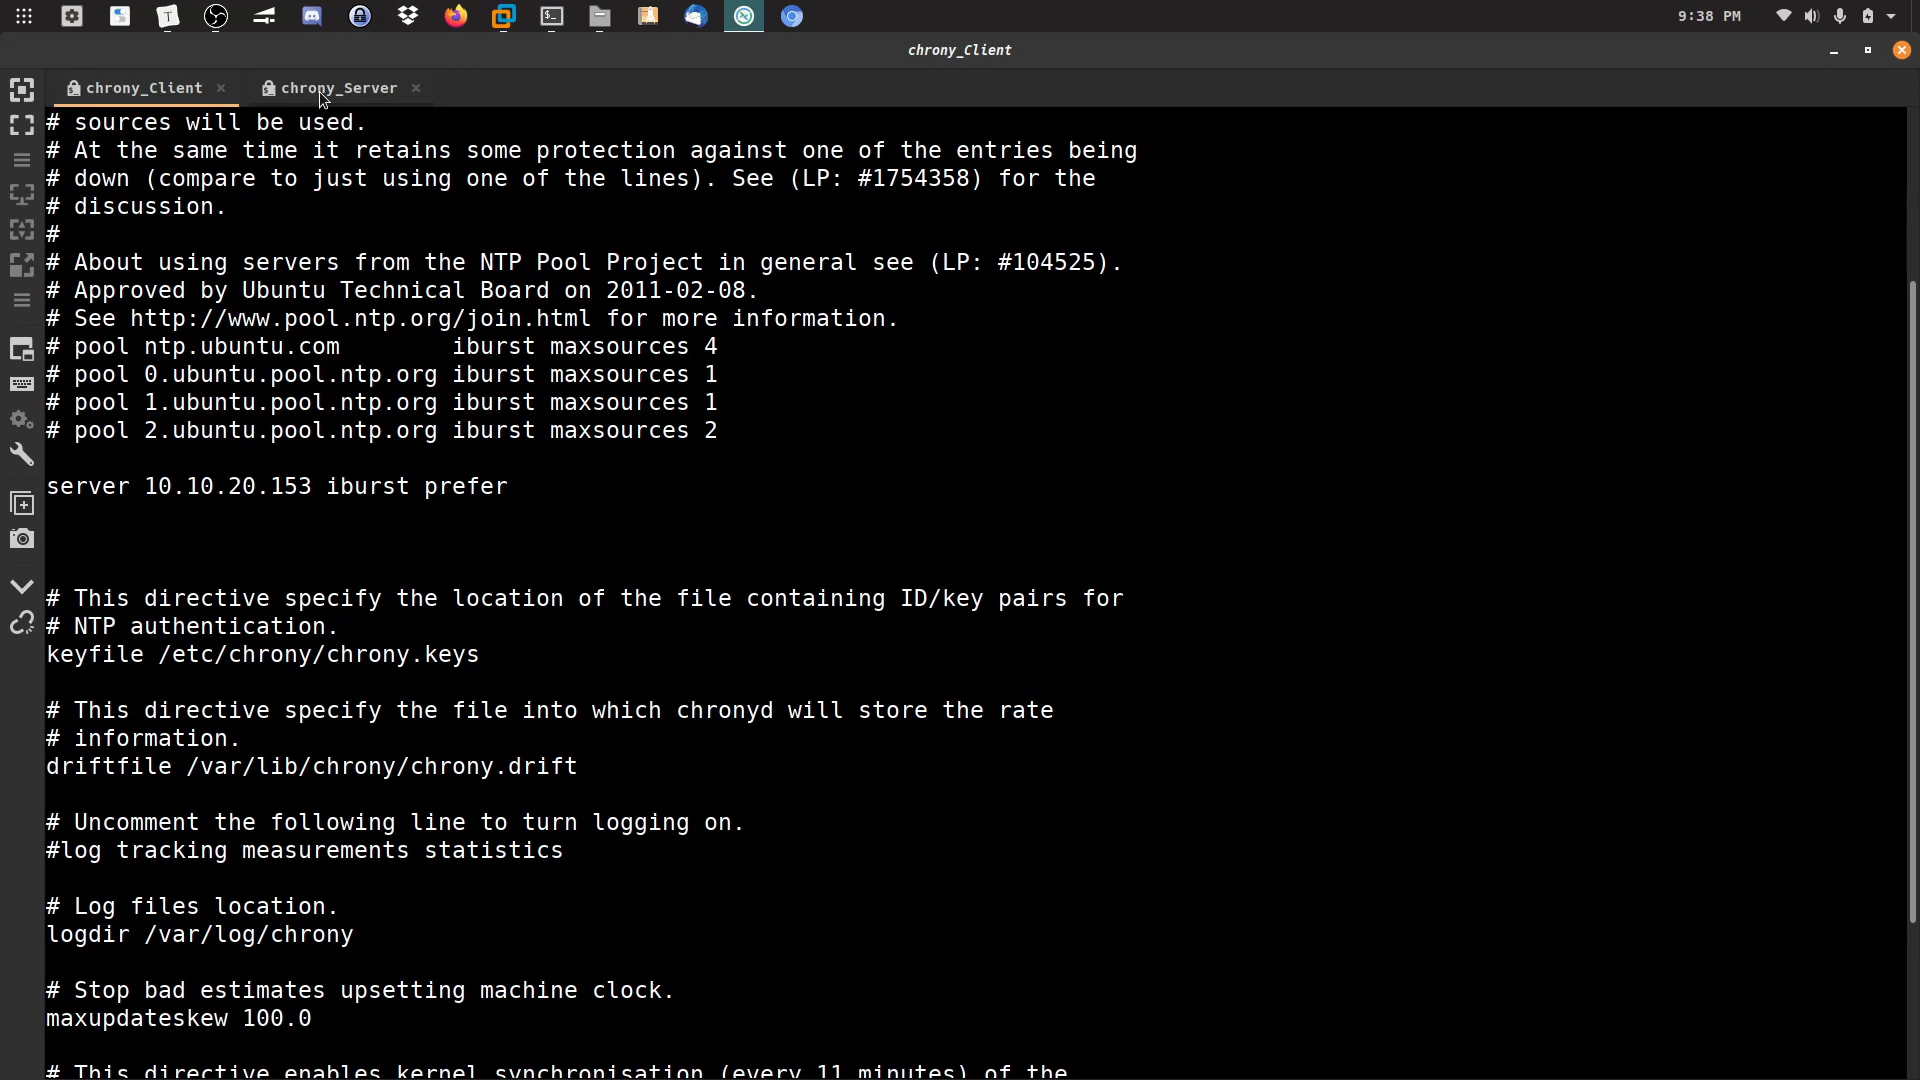 9:38 PM
chrony_Client
chrony_Client × chrony_Server ×
# sources will be used.
# At the same time it retains some protection against one of the entries being
# down (compare to just using one of the lines). See (LP: #1754358) for the
# discussion.
#
# About using servers from the NTP Pool Project in general see (LP: #104525).
# Approved by Ubuntu Technical Board on 2011-02-08.
# See http://www.pool.ntp.org/join.html for more information.
# pool ntp.ubuntu.com        iburst maxsources 4
# pool 0.ubuntu.pool.ntp.org iburst maxsources 1
# pool 1.ubuntu.pool.ntp.org iburst maxsources 1
# pool 2.ubuntu.pool.ntp.org iburst maxsources 2
server 10.10.20.153 iburst prefer
# This directive specify the location of the file containing ID/key pairs for
# NTP authentication.
keyfile /etc/chrony/chrony.keys
# This directive specify the file into which chronyd will store the rate
# information.
driftfile /var/lib/chrony/chrony.drift
# Uncomment the following line to turn logging on.
#log tracking measurements statistics
# Log files location.
logdir /var/log/chrony
# Stop bad estimates upsetting machine clock.
maxupdateskew 100.0
# This directive enables kernel synchronisation (every 11 minutes) of the